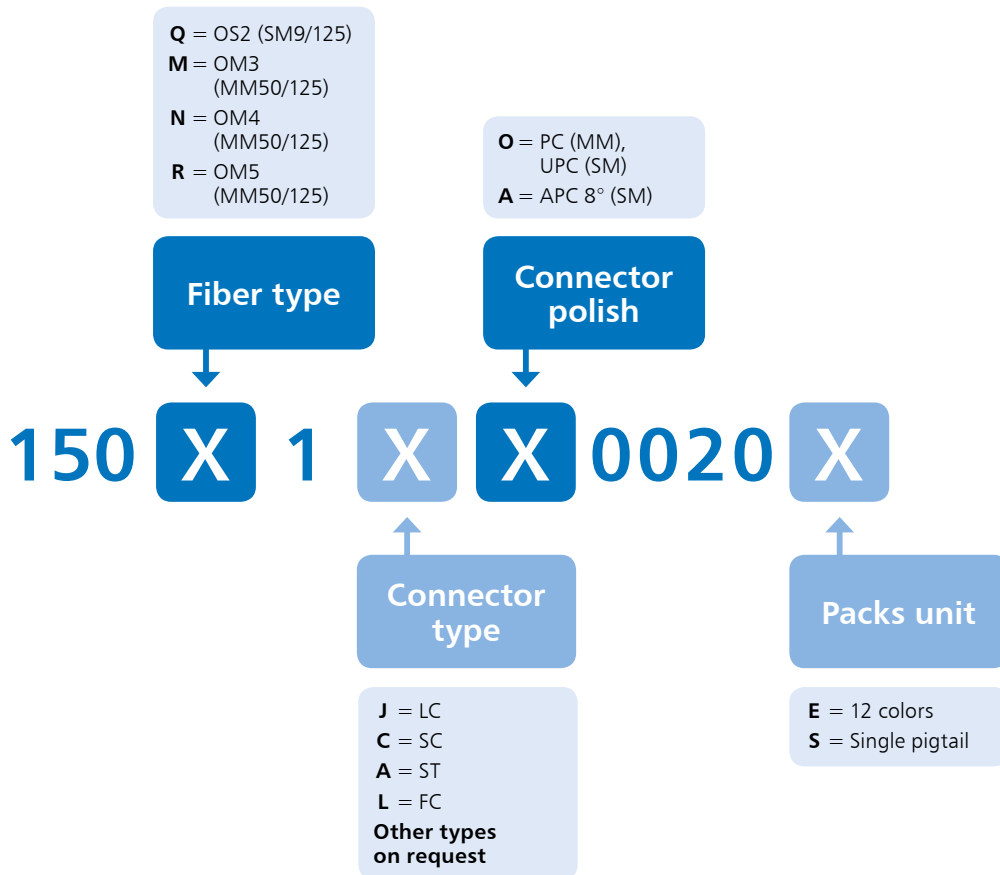 Q = OS2 (SM9/125)
M = OM3
(MM50/125)
N = OM4
(MM50/125)
R = OM5
(MM50/125)
O = PC (MM),
UPC (SM)
A = APC 8° (SM)
Fiber type
Connector
polish
150 X 1 X X 0020 X
Connector
type
Packs unit
J = LC
C = SC
A = ST
L = FC
Other types
on request
E = 12 colors
S = Single pigtail